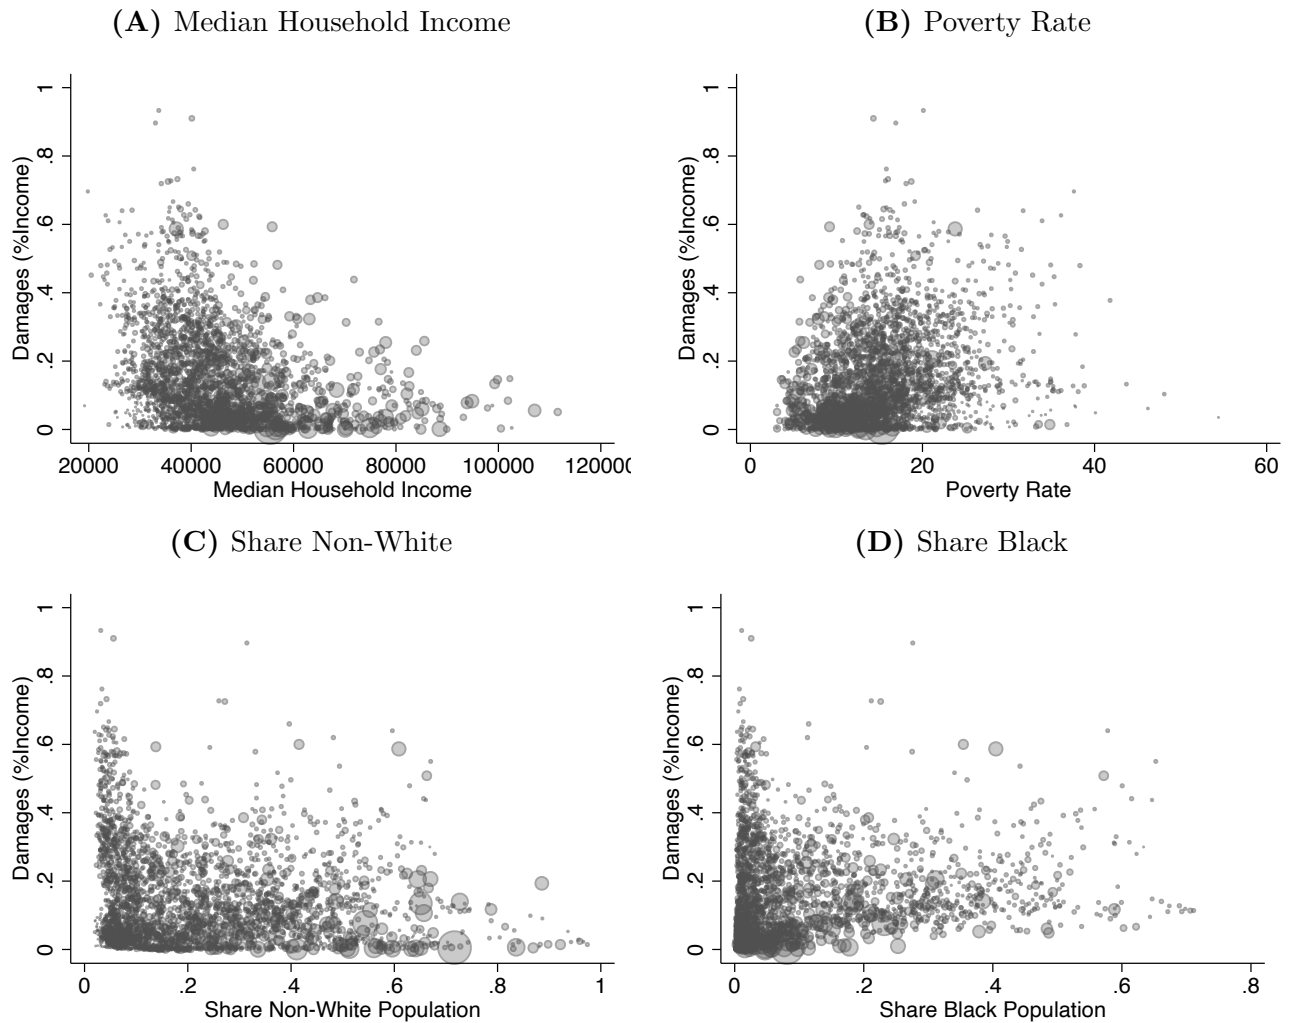 (A) Median Household Income
(B) Poverty Rate
Damages (%Income)
1
.8
.6
.4
.2
0
20000 40000 60000 80000 100000 120000
Median Household Income
Damages (%Income)
1
.8
.6
.4
.2
0
0 20 40 60
Poverty Rate
(C) Share Non-White
(D) Share Black
Damages (%Income)
1
.8
.6
.4
.2
0
0 .2 .4 .6 .8 1
Share Non-White Population
Damages (%Income)
1
.8
.6
.4
.2
0
0 .2 .4 .6 .8
Share Black Population